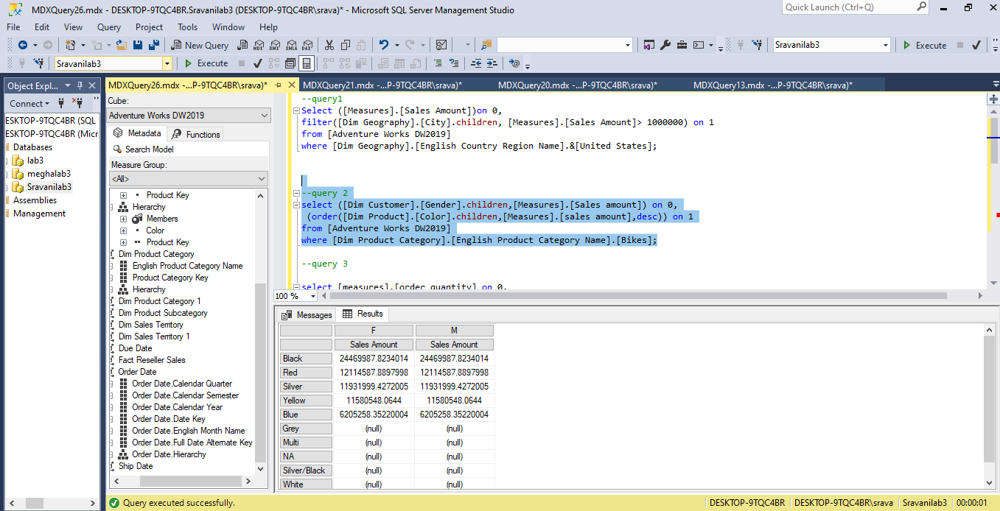 MDXQuery26.mdx - DESKTOP-9TQC4BR.Sravanilab3 (DESKTOP-9TQC4BR\srava)* - Microsoft SQL Server Management Studio
Quick Launch (Ctrl+Q)
File Edit View Query Project Tools Window Help
New Query MDX DMX XMLA DAX Sravanilab3 Execute
Sravanilab3 Execute
Object Expl...
MDXQuery26.mdx -...P-9TQC4BR\srava)* MDXQuery21.mdx -...P-9TQC4BR\srava)* MDXQuery20.mdx -...P-9TQC4BR\srava)* MDXQuery13.mdx -...P-9TQC4BR\srava)*
Connect
ESKTOP-9TQC4BR (SQL
ESKTOP-9TQC4BR (Micr
Databases
lab3
meghalab3
Sravanilab3
Assemblies
Management
Cube:
Adventure Works DW2019
Metadata Functions
Search Model
Measure Group:
<All>
Product Key
Hierarchy
Members
Color
Product Key
Dim Product Category
English Product Category Name
Product Category Key
Hierarchy
Dim Product Category 1
Dim Product Subcategory
Dim Sales Territory
Dim Sales Territory 1
Due Date
Fact Reseller Sales
Order Date
Order Date.Calendar Quarter
Order Date.Calendar Semester
Order Date.Calendar Year
Order Date.Date Key
Order Date.English Month Name
Order Date.Full Date Alternate Key
Order Date.Hierarchy
Ship Date
--query1
Select ([Measures].[Sales Amount])on 0,
filter([Dim Geography].[City].children, [Measures].[Sales Amount]> 1000000) on 1
from [Adventure Works DW2019]
where [Dim Geography].[English Country Region Name].&[United States];
--query 2
select ([Dim Customer].[Gender].children,[Measures].[Sales amount]) on 0,
(order([Dim Product].[Color].children,[Measures].[sales amount],desc)) on 1
from [Adventure Works DW2019]
where [Dim Product Category].[English Product Category Name].[Bikes];
--query 3
select [measures].[order quantity] on 0,
100 %
Messages Results
F M
Sales Amount Sales Amount
Black 24469987.8234014 24469987.8234014
Red 12114587.8897998 12114587.8897998
Silver 11931999.4272005 11931999.4272005
Yellow 11580548.0644 11580548.0644
Blue 6205258.35220004 6205258.35220004
Grey (null) (null)
Multi (null) (null)
NA (null) (null)
Silver/Black (null) (null)
White (null) (null)
Query executed successfully. DESKTOP-9TQC4BR DESKTOP-9TQC4BR\srava Sravanilab3 00:00:01